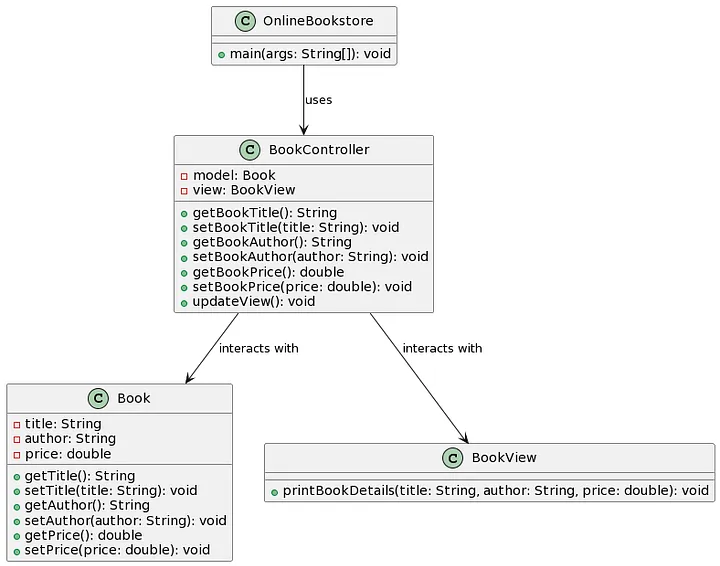 C OnlineBookstore
main(args: String[]): void
uses
C BookController
model: Book
view: BookView
getBookTitle(): String
setBookTitle(title: String): void
getBookAuthor(): String
setBookAuthor(author: String): void
getBookPrice(): double
setBookPrice(price: double): void
updateView(): void
interacts with
interacts with
C Book
title: String
author: String
price: double
getTitle(): String
setTitle(title: String): void
getAuthor(): String
setAuthor(author: String): void
getPrice(): double
setPrice(price: double): void
C BookView
printBookDetails(title: String, author: String, price: double): void